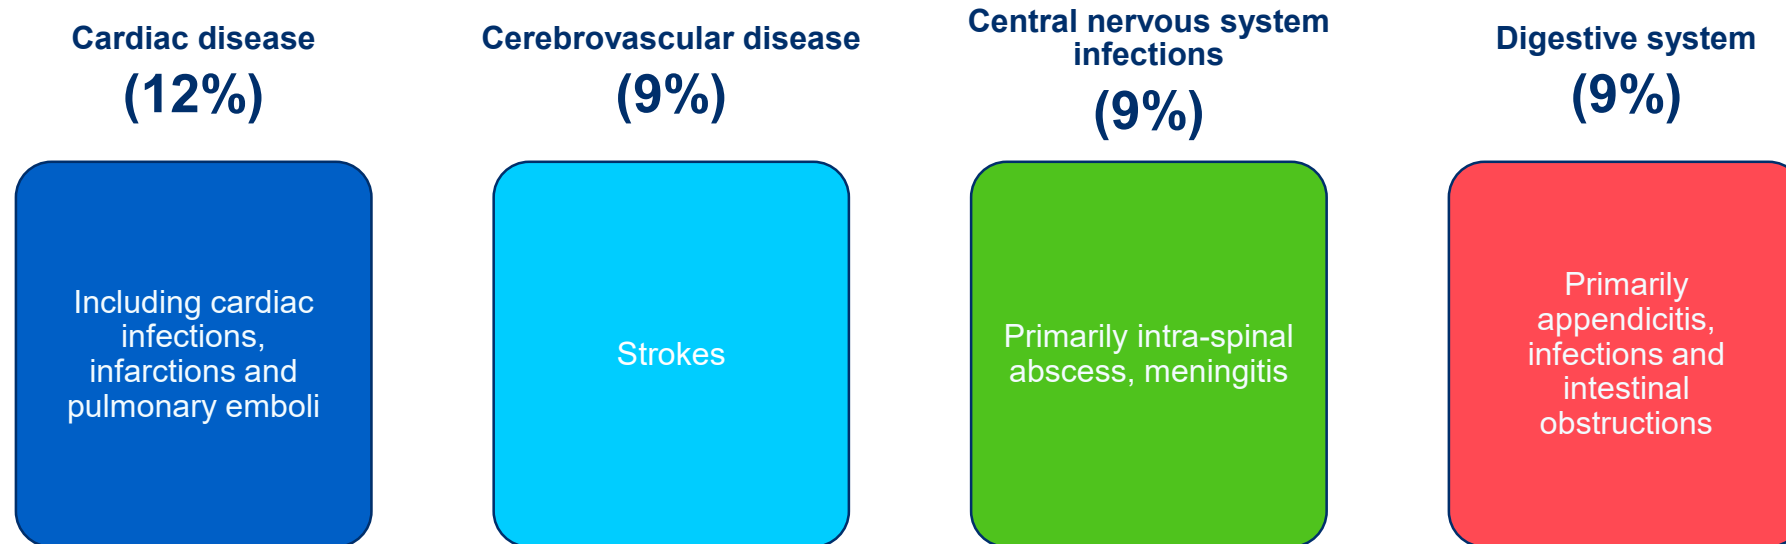 Cardiac disease
(12%)
Including cardiac
infections,
infarctions and
pulmonary emboli
Cerebrovascular disease
(9%)
Strokes
Central nervous system
infections
(9%)
Primarily intra-spinal
abscess, meningitis
Digestive system
(9%)
Primarily
appendicitis,
infections and
intestinal
obstructions